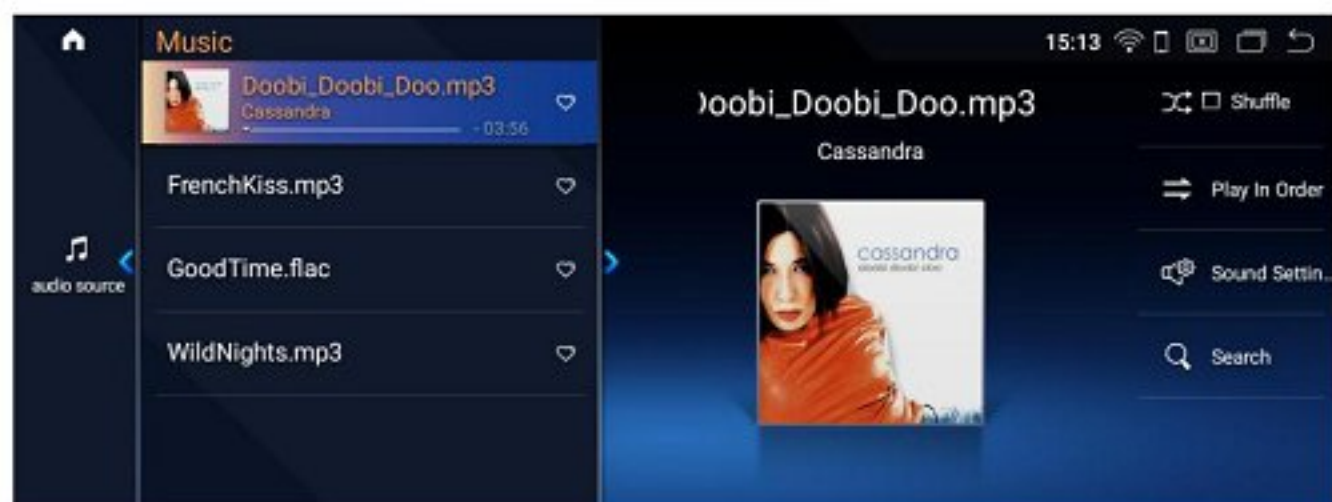 Music
Doobi_Doobi_Doo.mp3
Cassandra
- 03:56
FrenchKiss.mp3
GoodTime.flac
WildNights.mp3
audio source
15:13
oobi_Doobi_Doo.mp3
Cassandra
cassandra
Shuffle
Play In Order
Sound Settin..
Search